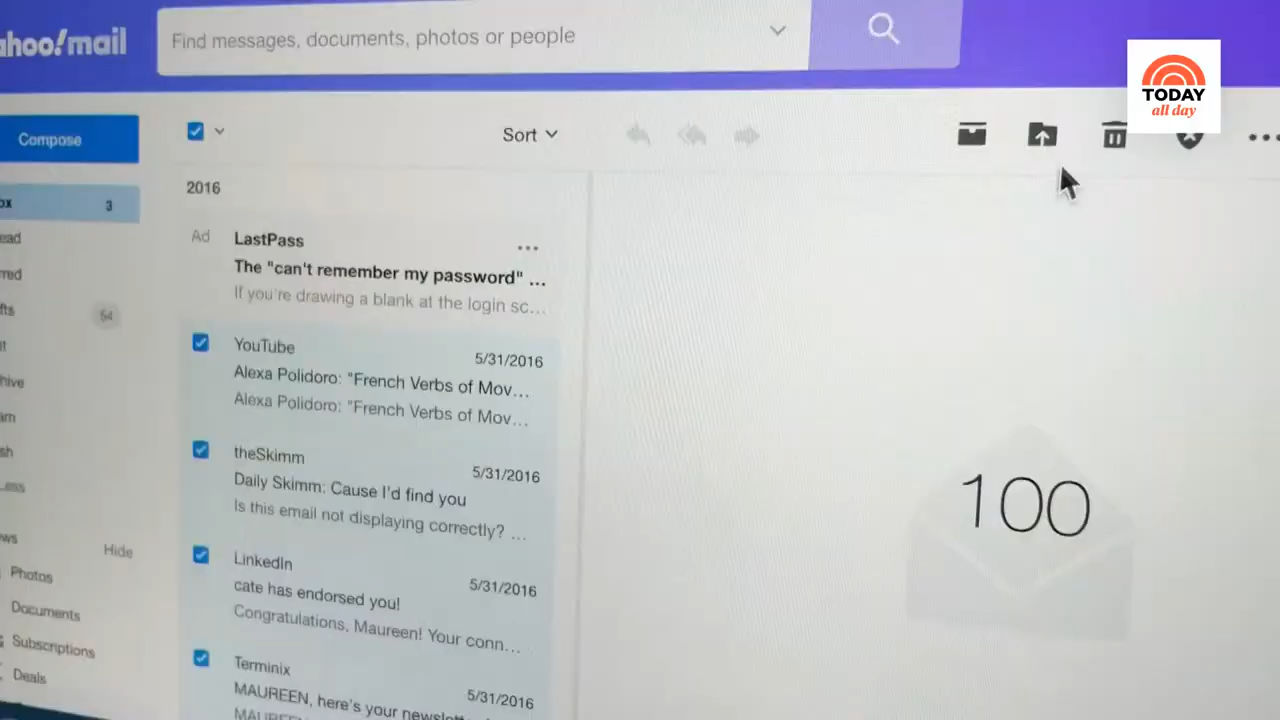 ahoo!mail
Find messages, documents, photos or people
TODAY
all day
Compose
Sort
2016
3
Ad
LastPass
The "can't remember my password" ...
If you're drawing a blank at the login sc...
54
YouTube
5/31/2016
Alexa Polidoro: "French Verbs of Mov...
Alexa Polidoro: "French Verbs of Mov...
theSkimm
5/31/2016
Daily Skimm: Cause I'd find you
Is this email not displaying correctly? ...
100
LinkedIn
5/31/2016
cate has endorsed you!
Congratulations, Maureen! Your conn...
Hide
Photos
Documents
Subscriptions
Deals
Terminix
5/31/2016
MAUREEN, here's your newslett